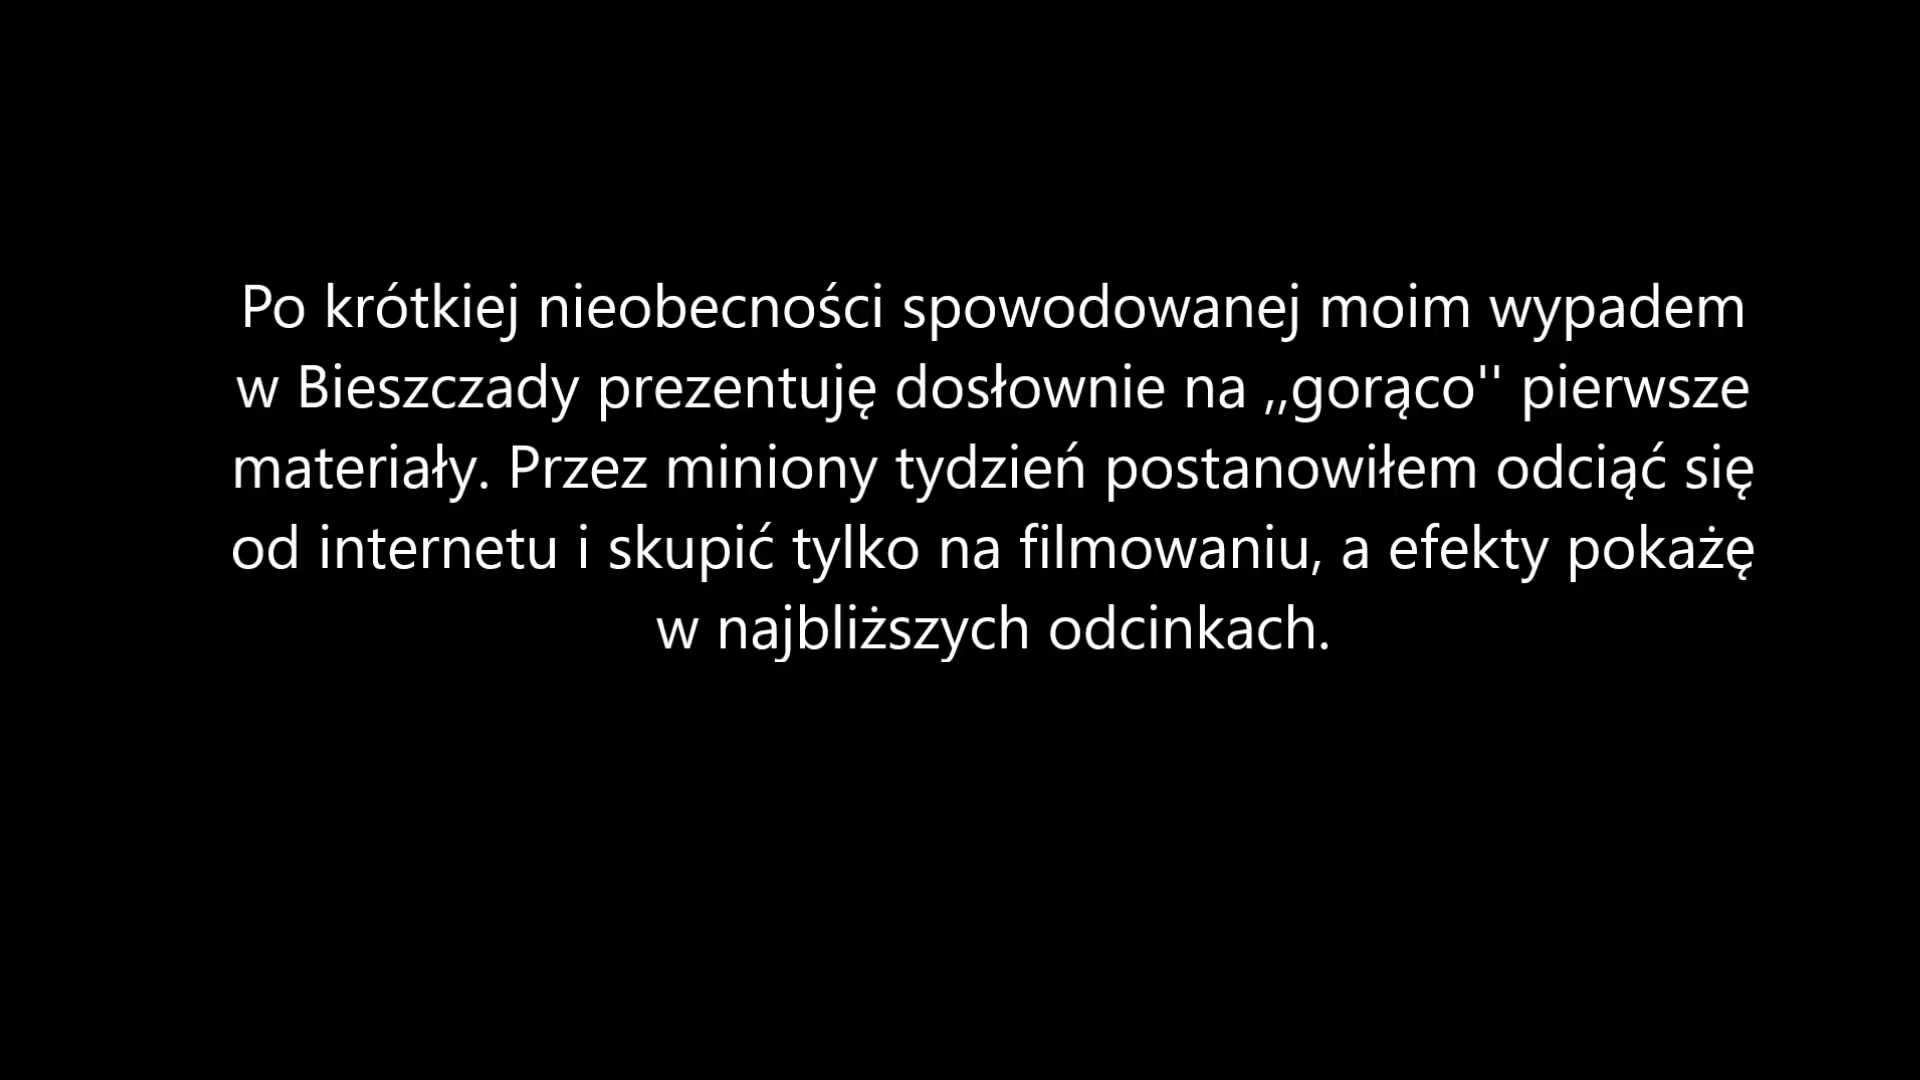 Po krótkiej nieobecności spowodowanej moim wypadem
w Bieszczady prezentuję dosłownie na ,,gorąco'' pierwsze
materiały. Przez miniony tydzień postanowiłem odciąć się
od internetu i skupić tylko na filmowaniu, a efekty pokażę
w najbliższych odcinkach.